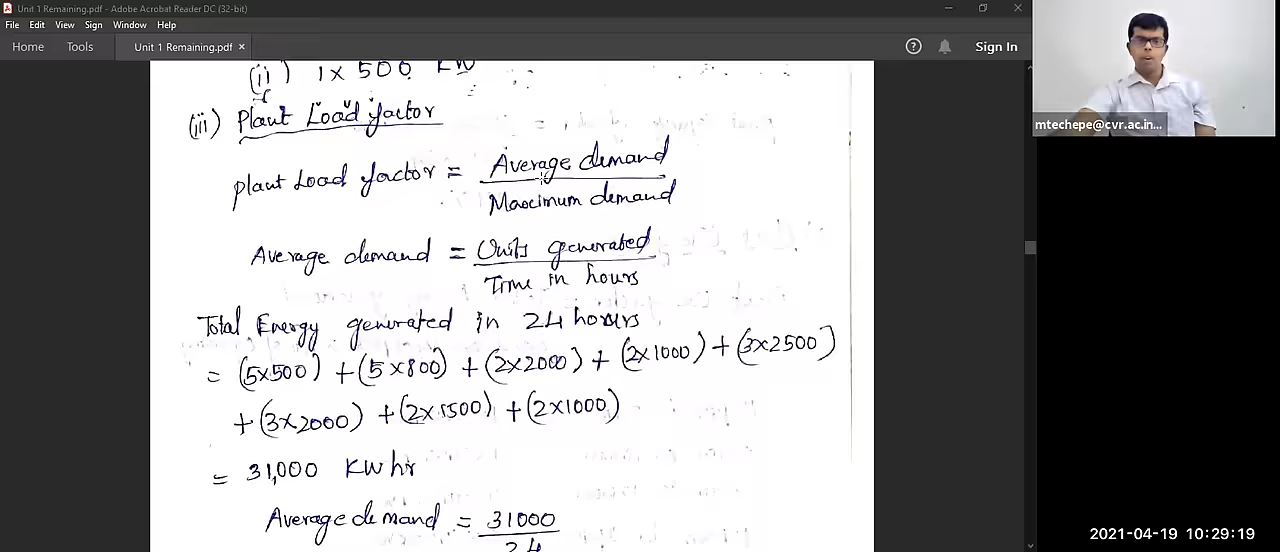 Unit 1 Remaining.pdf - Adobe Acrobat Reader DC (32-bit)
File Edit View Sign Window Help
Home Tools Unit 1 Remaining.pdf × Sign In
(ii) 1 x 500 KW
(iii) Plant Load factor
Plant Load factor = Average demand
Maximum demand
Average demand = Units generated
Time in hours
Total Energy generated in 24 hours
= (5x500) + (5x800) + (2x2000) + (2x1000) + (3x2500)
+ (3x2000) + (2x1500) + (2x1000)
= 31,000 KW hr
Average demand = 31000
24
mtechepe@cvr.ac.in...
2021-04-19 10:29:19